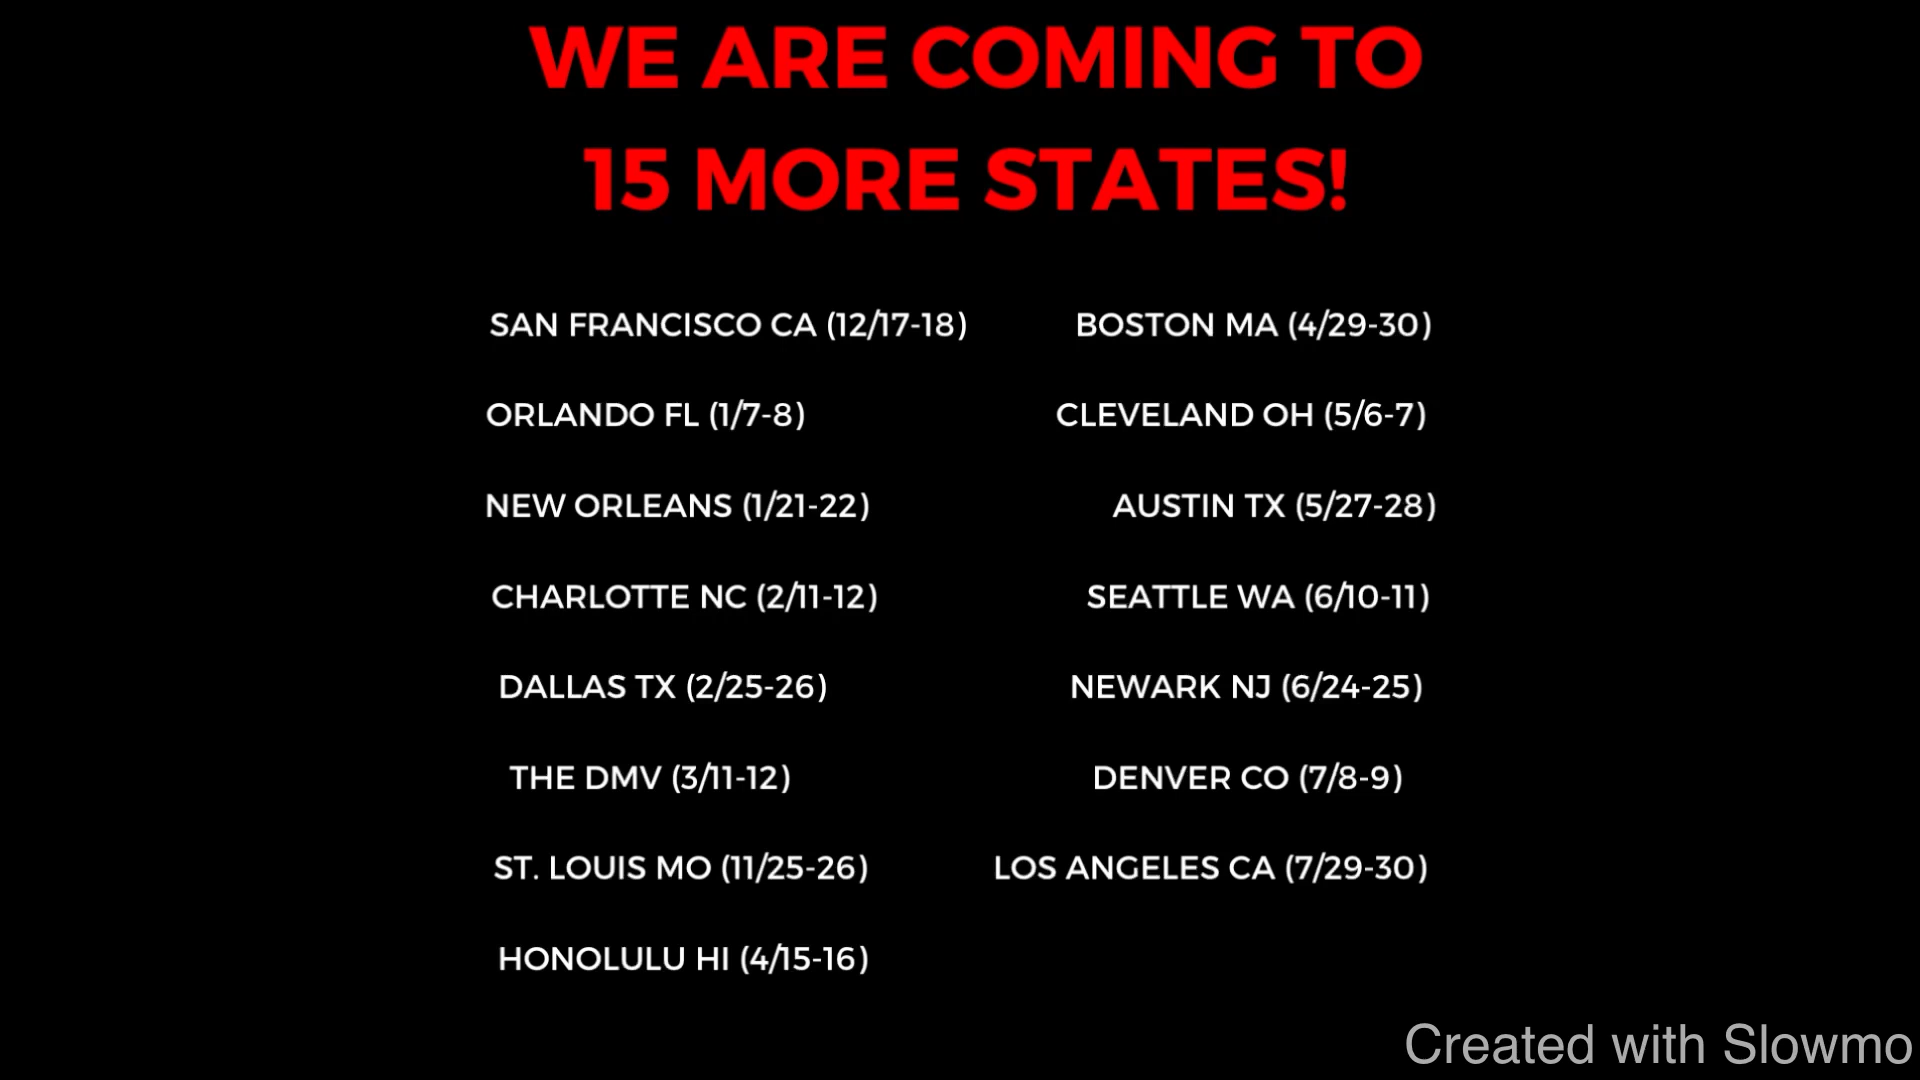 WE ARE COMING TO
15 MORE STATES!
SAN FRANCISCO CA (12/17-18)
ORLANDO FL (1/7-8)
NEW ORLEANS (1/21-22)
CHARLOTTE NC (2/11-12)
DALLAS TX (2/25-26)
THE DMV (3/11-12)
ST. LOUIS MO (11/25-26)
HONOLULU HI (4/15-16)
BOSTON MA (4/29-30)
CLEVELAND OH (5/6-7)
AUSTIN TX (5/27-28)
SEATTLE WA (6/10-11)
NEWARK NJ (6/24-25)
DENVER CO (7/8-9)
LOS ANGELES CA (7/29-30)
Created with Slowmo